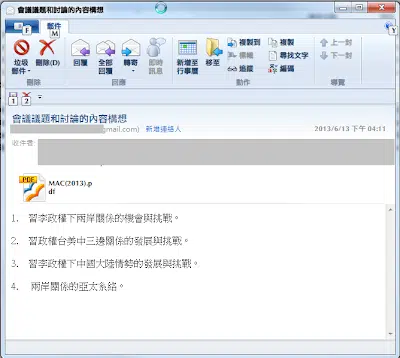 會議議題和討論的內容構想
F
郵件
M
Y
垃圾郵件
刪除(D)
回覆
全部回覆
轉寄
即時訊息
新增至行事曆
移至
複製到
標幟
追蹤
複製
尋找文字
編碼
上一封
下一封
刪除
回應
動作
導覽
1 2
會議議題和討論的內容構想
gmail.com) 新增連絡人
2013/6/13 下午 04:11
收件者:
PDF
MAC(2013).p
df
1. 習李政權下兩岸關係的機會與挑戰。
2. 習政權台美中三邊關係的發展與挑戰。
3. 習李政權下中國大陸情勢的發展與挑戰。
4. 兩岸關係的亞太系絡。